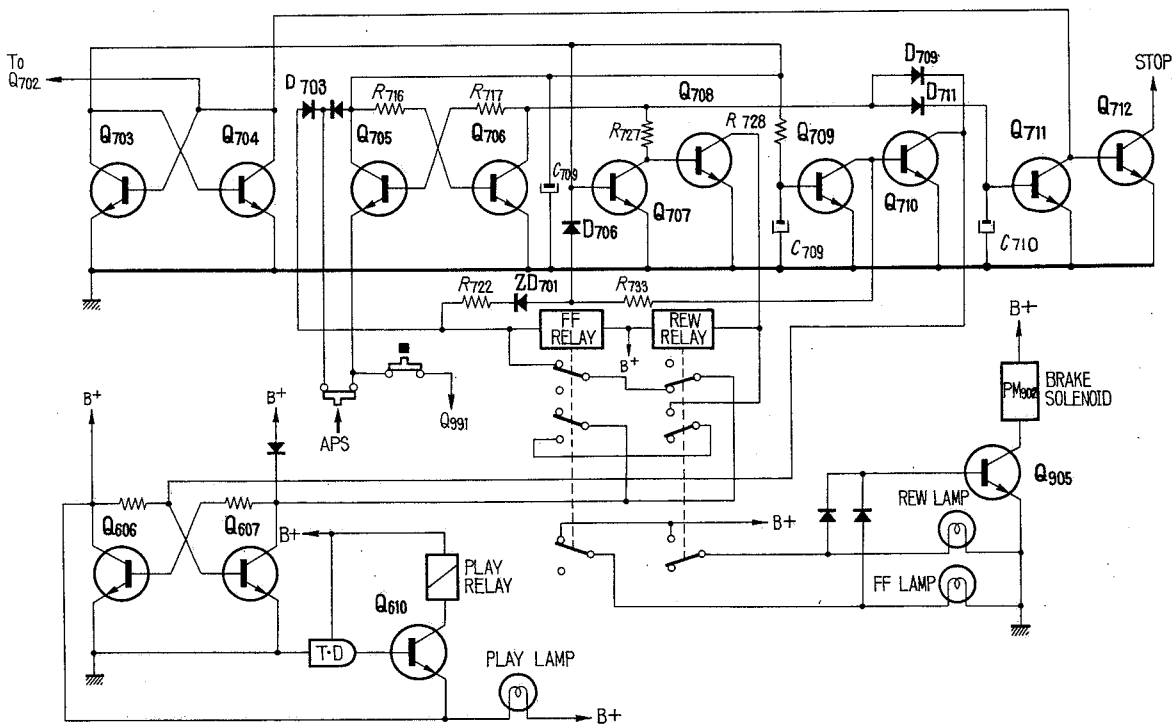 To
Q702
D703
R716
R717
Q708
R728
D709
D711
STOP
Q703
Q704
Q705
Q706
R727
Q709
Q711
Q712
C709
Q707
Q710
D706
C709
C710
R722
ZD701
R733
FF
RELAY
REW
RELAY
B+
B+
BRAKE
SOLENOID
PM902
B+
B+
APS
Q991
Q905
REW LAMP
Q606
Q607
B+
B+
PLAY
RELAY
FF LAMP
Q610
T·D
PLAY LAMP
B+